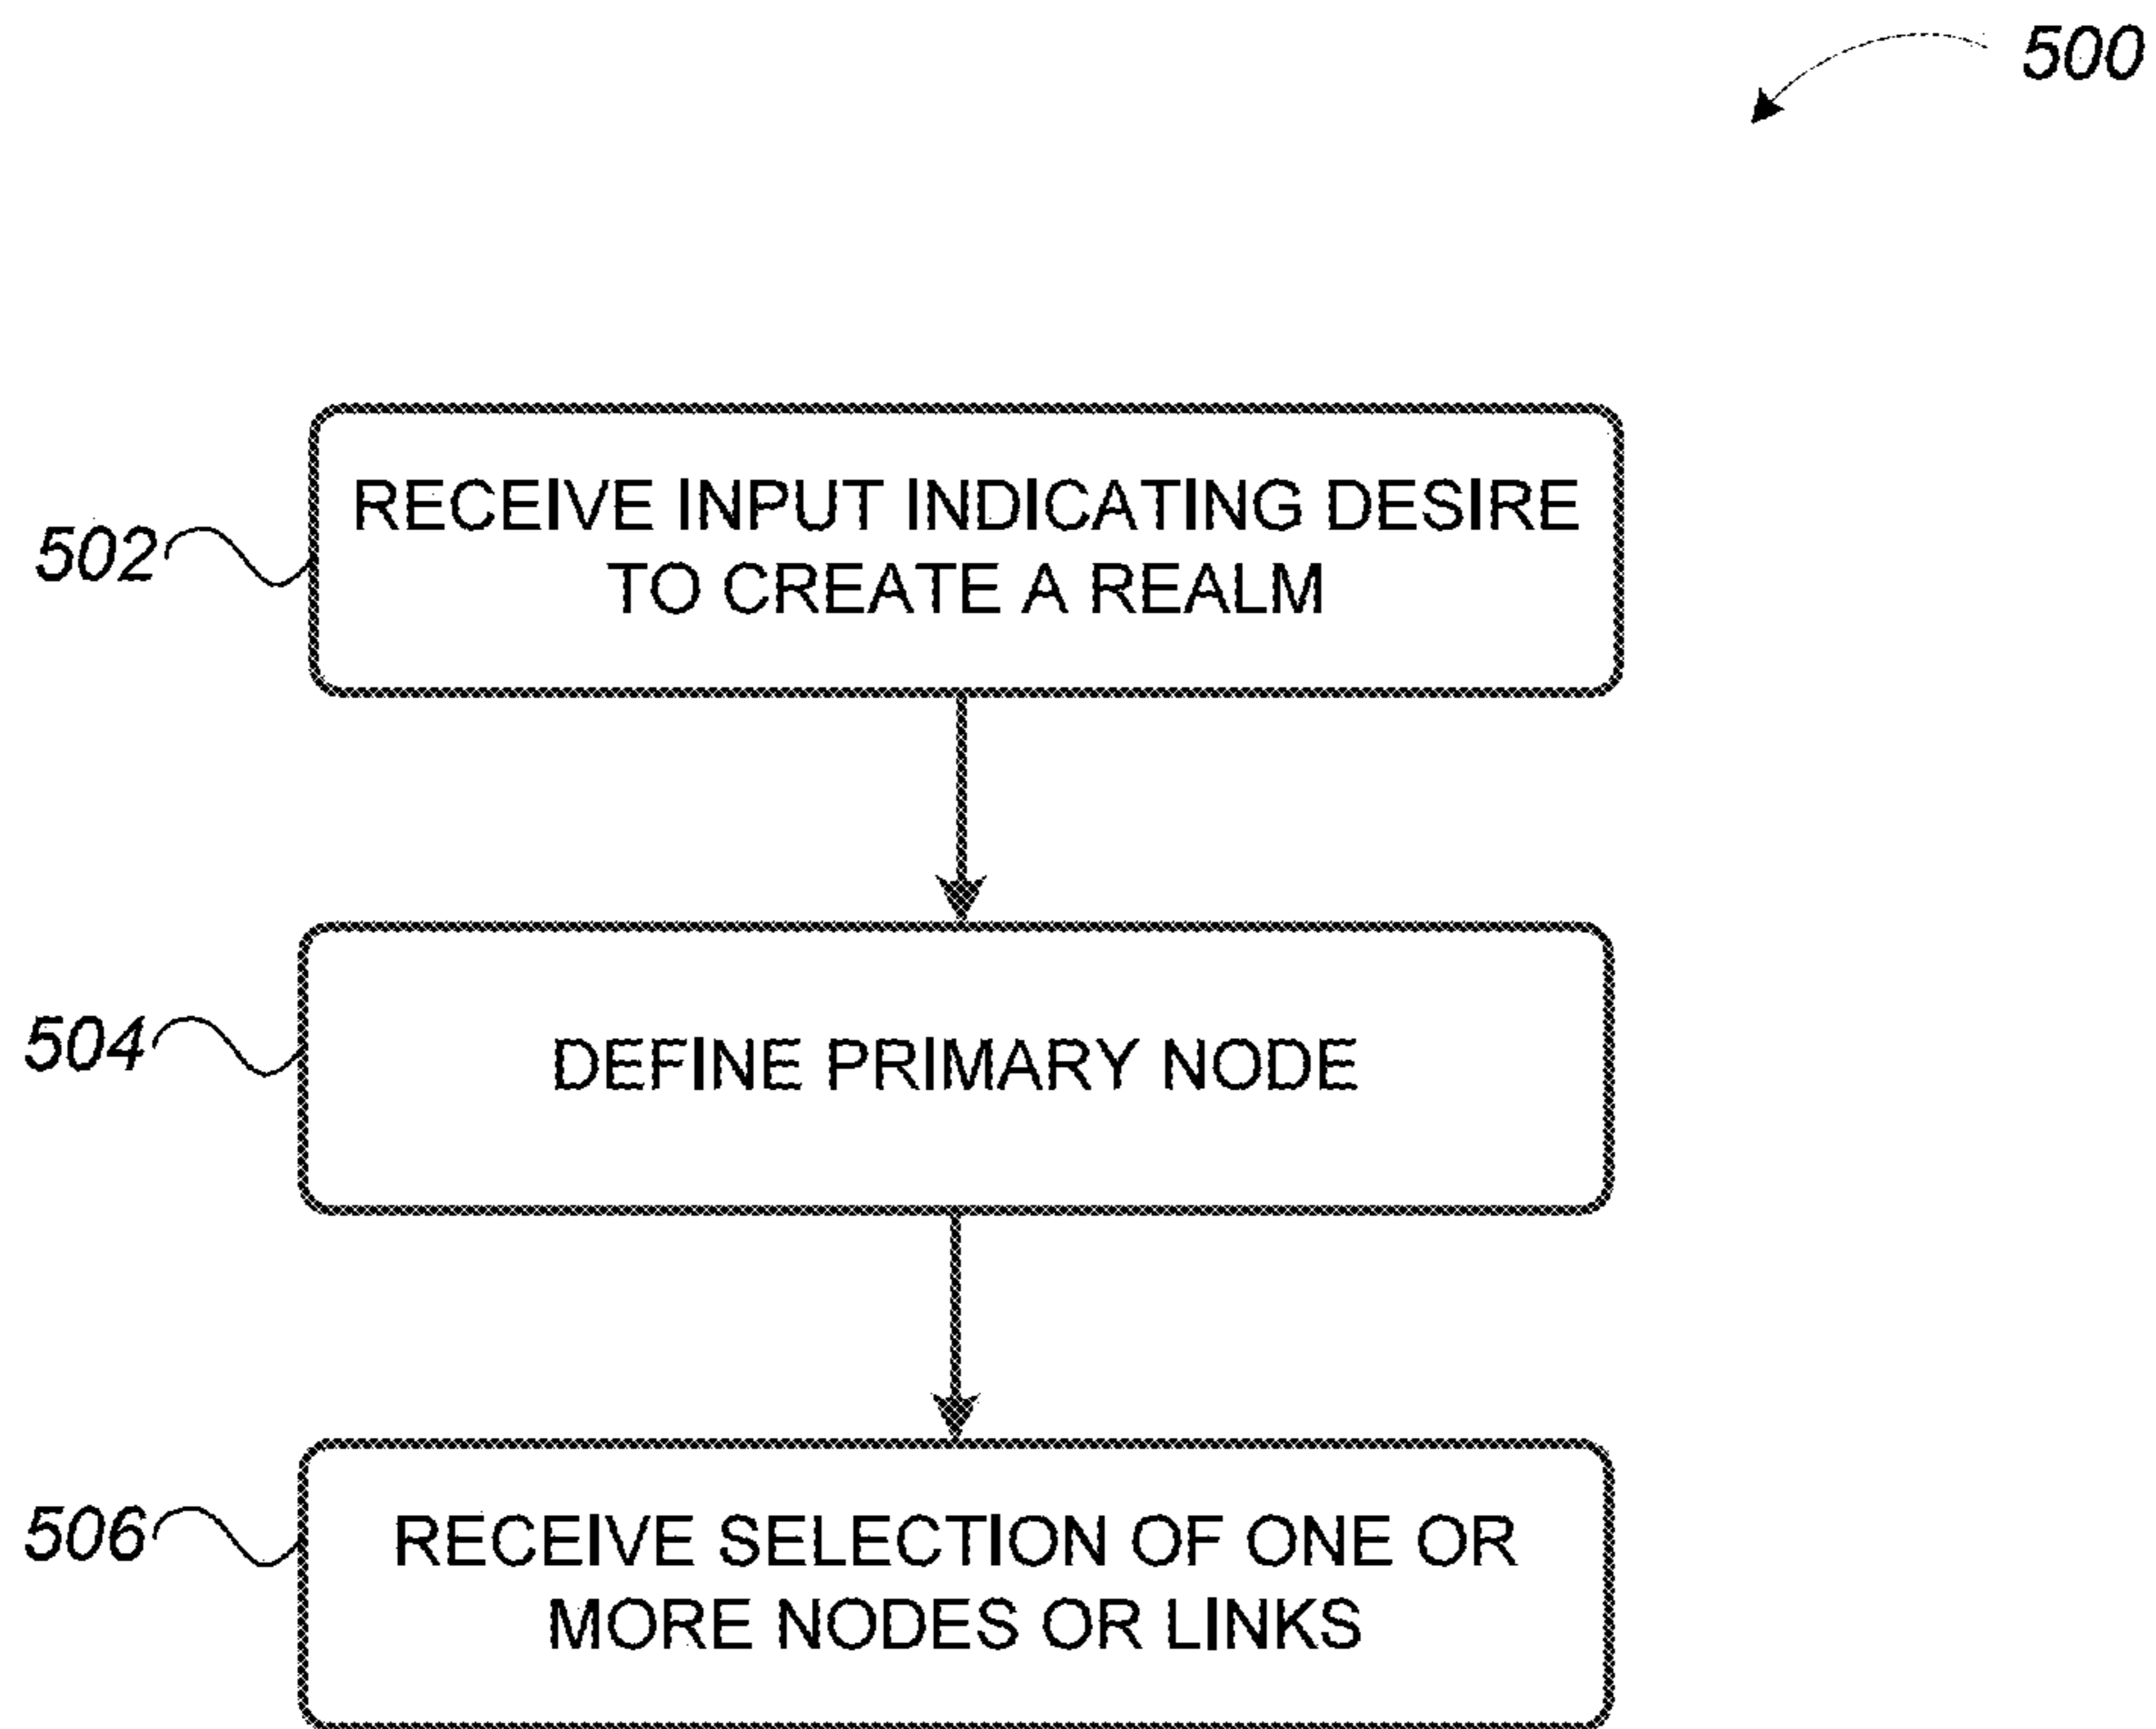 500
502
RECEIVE INPUT INDICATING DESIRE
TO CREATE A REALM
504
DEFINE PRIMARY NODE
506
RECEIVE SELECTION OF ONE OR
MORE NODES OR LINKS